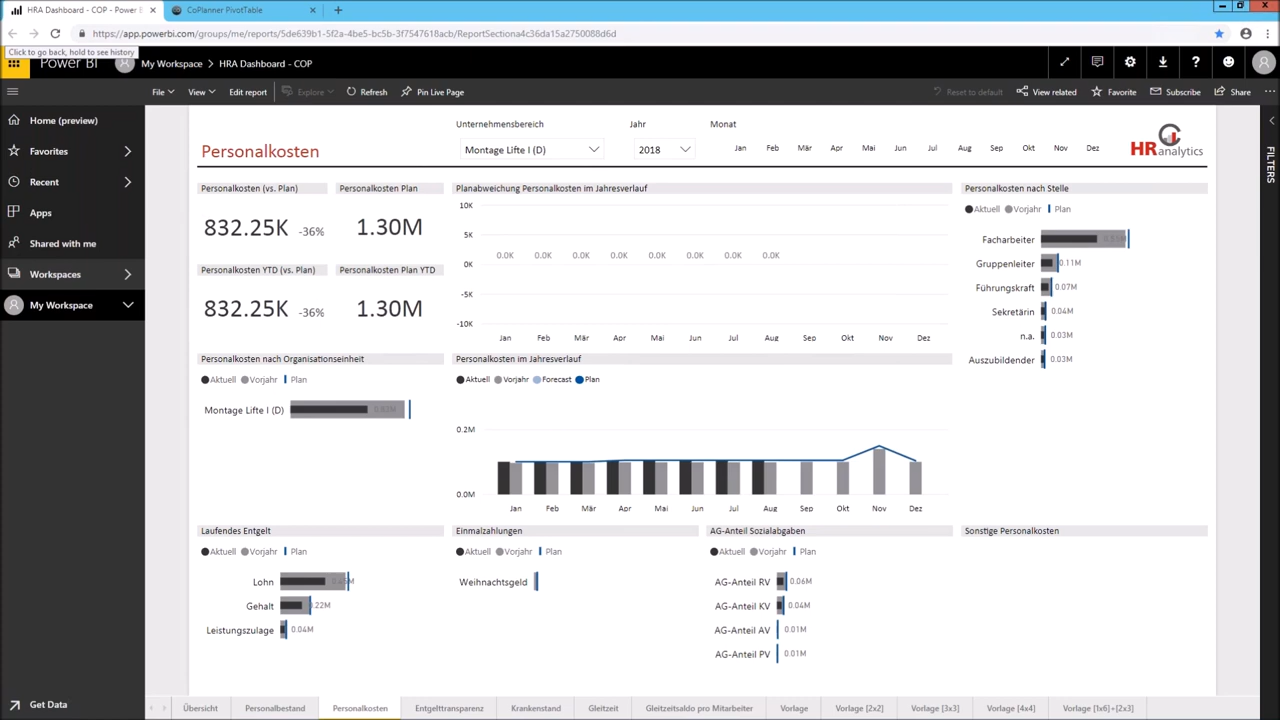 HRA Dashboard - COP - Power B
CoPlanner PivotTable
https://app.powerbi.com/groups/me/reports/5de639b1-5f2a-4be5-bc5b-3f7547618acb/ReportSectiona4c36da15a2750088d6d
Click to go back, hold to see history
Power BI
My Workspace
HRA Dashboard - COP
File
View
Edit report
Explore
Refresh
Pin Live Page
Reset to default
View related
Favorite
Subscribe
Share
Home (preview)
Favorites
Recent
Apps
Shared with me
Workspaces
My Workspace
Get Data
FILTERS
Personalkosten
Unternehmensbereich
Montage Lifte I (D)
Jahr
2018
Monat
Jan Feb Mär Apr Mai Jun Jul Aug Sep Okt Nov Dez
HR analytics
Personalkosten (vs. Plan)
832.25K -36%
Personalkosten Plan
1.30M
Personalkosten YTD (vs. Plan)
832.25K -36%
Personalkosten Plan YTD
1.30M
Planabweichung Personalkosten im Jahresverlauf
10K
5K
0K
-5K
-10K
0.0K 0.0K 0.0K 0.0K 0.0K 0.0K 0.0K 0.0K
Jan Feb Mär Apr Mai Jun Jul Aug Sep Okt Nov Dez
Personalkosten nach Stelle
Aktuell Vorjahr Plan
Facharbeiter
Gruppenleiter 0.11M
Führungskraft 0.07M
Sekretärin 0.04M
n.a. 0.03M
Auszubildender 0.03M
Personalkosten nach Organisationseinheit
Aktuell Vorjahr Plan
Montage Lifte I (D)
Personalkosten im Jahresverlauf
Aktuell Vorjahr Forecast Plan
0.2M
0.0M
Jan Feb Mär Apr Mai Jun Jul Aug Sep Okt Nov Dez
Laufendes Entgelt
Aktuell Vorjahr Plan
Lohn
Gehalt 0.22M
Leistungszulage 0.04M
Einmalzahlungen
Aktuell Vorjahr Plan
Weihnachtsgeld
AG-Anteil Sozialabgaben
Aktuell Vorjahr Plan
AG-Anteil RV 0.06M
AG-Anteil KV 0.04M
AG-Anteil AV 0.01M
AG-Anteil PV 0.01M
Sonstige Personalkosten
Übersicht
Personalbestand
Personalkosten
Entgelttransparenz
Krankenstand
Gleitzeit
Gleitzeitsaldo pro Mitarbeiter
Vorlage
Vorlage [2x2]
Vorlage [3x3]
Vorlage [4x4]
Vorlage [1x6]+[2x3]